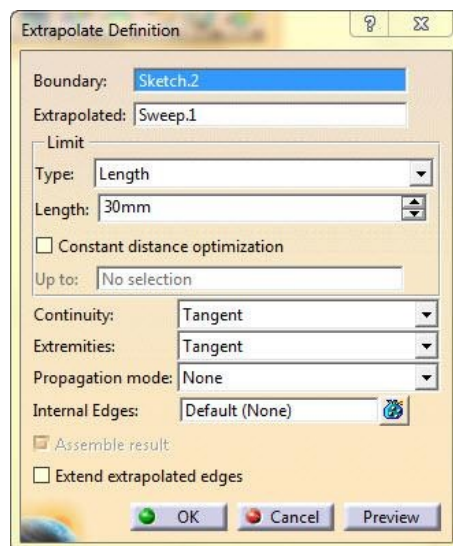 Extrapolate Definition
Boundary: Sketch.2
Extrapolated: Sweep.1
Limit
Type: Length
Length: 30mm
Constant distance optimization
Up to: No selection
Continuity: Tangent
Extremities: Tangent
Propagation mode: None
Internal Edges: Default (None)
Assemble result
Extend extrapolated edges
OK Cancel Preview